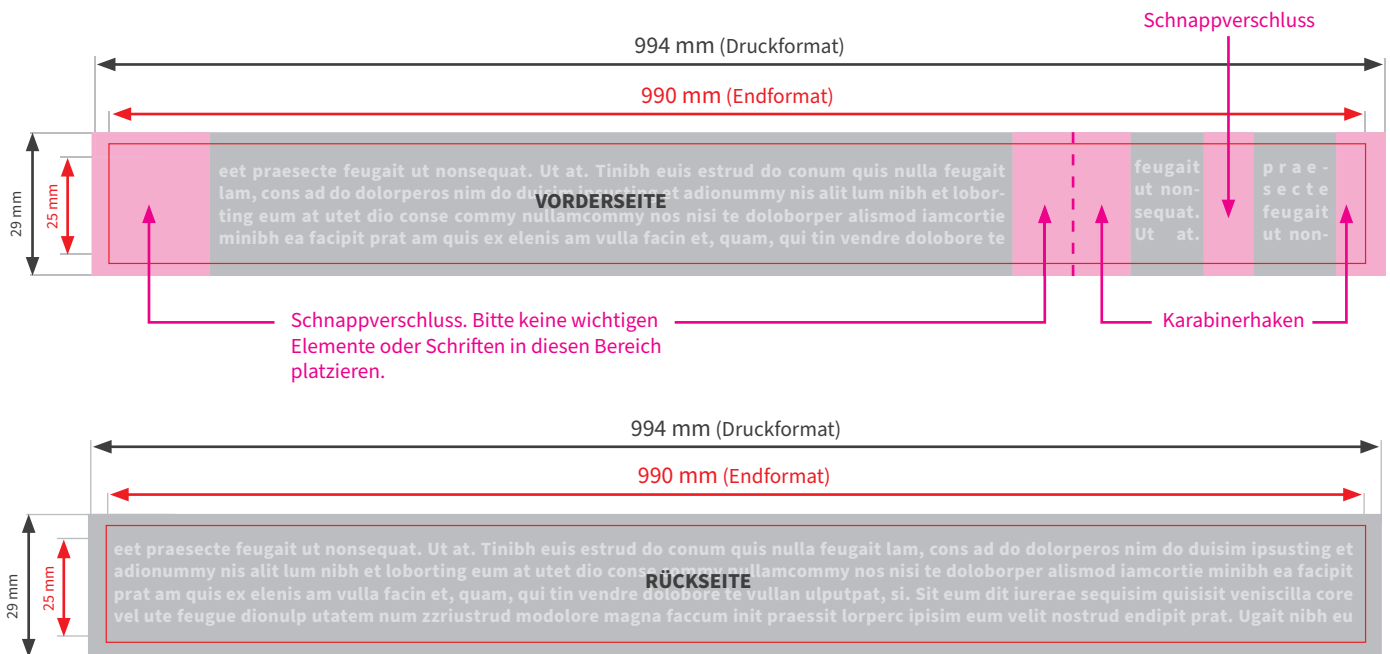 Schnappverschluss
994 mm (Druckformat)
990 mm (Endformat)
29 mm
25 mm
eet praesecte feugait ut nonsequat. Ut at. Tinibh euis estrud do conum quis nulla feugait
lam, cons ad do dolorperos nim do duisim ipsusting et adionummy nis alit lum nibh et lobor-
ting eum at utet dio conse commy nullamcommy nos nisi te doloborper alismod iamcortie
minibh ea facipit prat am quis ex elenis am vulla facin et, quam, qui tin vendre dolobore te
VORDERSEITE
feugait
ut non-
sequat.
Ut at.
prae-
secte
feugait
ut non-
Schnappverschluss. Bitte keine wichtigen
Elemente oder Schriften in diesen Bereich
platzieren.
Karabinerhaken
994 mm (Druckformat)
990 mm (Endformat)
29 mm
25 mm
eet praesecte feugait ut nonsequat. Ut at. Tinibh euis estrud do conum quis nulla feugait lam, cons ad do dolorperos nim do duisim ipsusting et
adionummy nis alit lum nibh et loborting eum at utet dio conse commy nullamcommy nos nisi te doloborper alismod iamcortie minibh ea facipit
prat am quis ex elenis am vulla facin et, quam, qui tin vendre dolobore te vullan ulputpat, si. Sit eum dit iurerae sequisim quisisit veniscilla core
vel ute feugue dionulp utatem num zzriustrud modolore magna faccum int praessit lorperc ipisim eum velit nostrud endipit prat. Ugait nibh eu
RÜCKSEITE